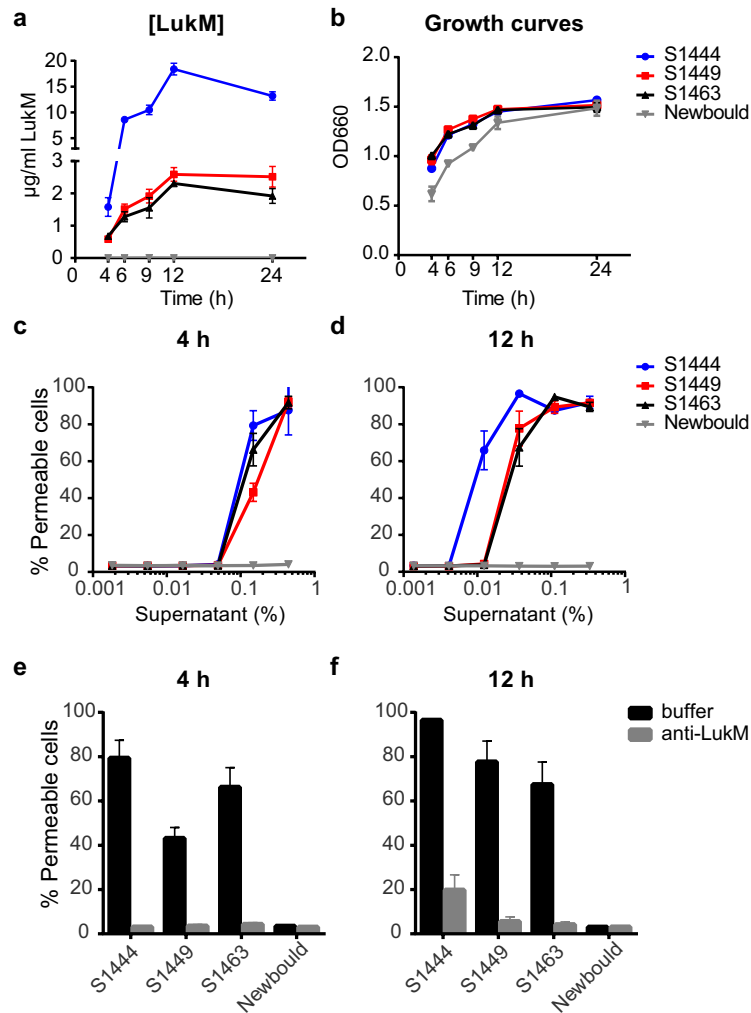 a
[LukM]
µg/ml LukM
20
15
10
5
3
2
1
0
0
4
6
9
12
24
Time (h)
b
Growth curves
OD660
2.0
1.5
1.0
0.5
0.0
0
4
6
9
12
24
Time (h)
S1444
S1449
S1463
Newbould
c
4 h
% Permeable cells
100
80
60
40
20
0
0.001
0.01
0.1
1
Supernatant (%)
d
12 h
100
80
60
40
20
0
0.001
0.01
0.1
1
Supernatant (%)
S1444
S1449
S1463
Newbould
e
4 h
% Permeable cells
100
80
60
40
20
0
S1444
S1449
S1463
Newbould
f
12 h
% Permeable cells
100
80
60
40
20
0
S1444
S1449
S1463
Newbould
buffer
anti-LukM